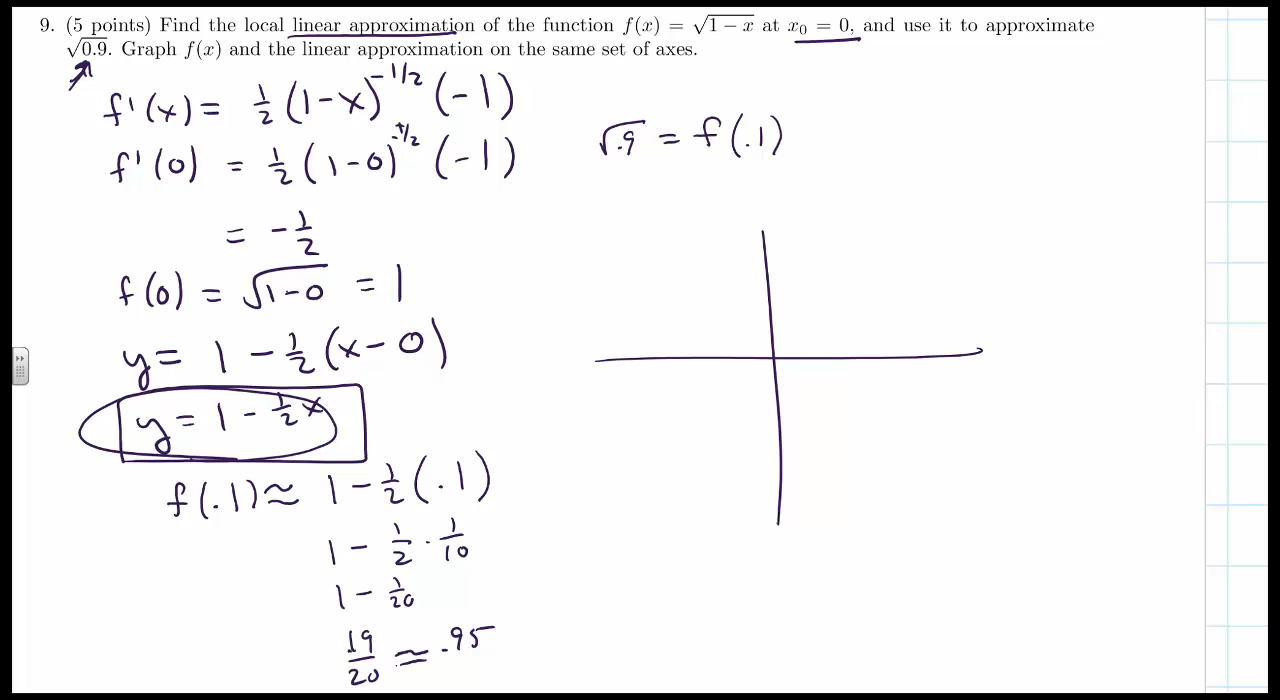 9. (5 points) Find the local linear approximation of the function f(x) = √1 − x at x₀ = 0, and use it to approximate
√0.9. Graph f(x) and the linear approximation on the same set of axes.
f'(x) = 1/2 (1-x)^-1/2 (-1)
f'(0) = 1/2 (1-0)^-1/2 (-1)
= -1/2
f(0) = √1-0 = 1
y = 1 - 1/2 (x - 0)
y = 1 - 1/2 x
f(.1) ≈ 1 - 1/2 (.1)
1 - 1/2 · 1/10
1 - 1/20
19/20 ≈ .95
√.9 = f(.1)